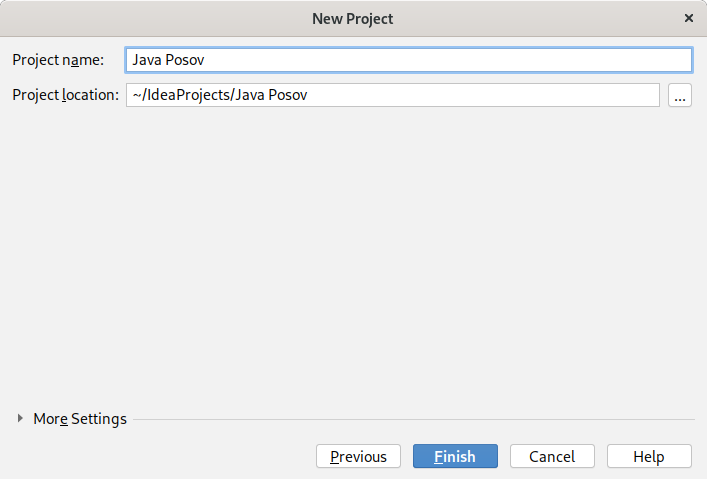 New Project
Project name: Java Posov
Project location: ~/IdeaProjects/Java Posov ...
More Settings
Previous Finish Cancel Help